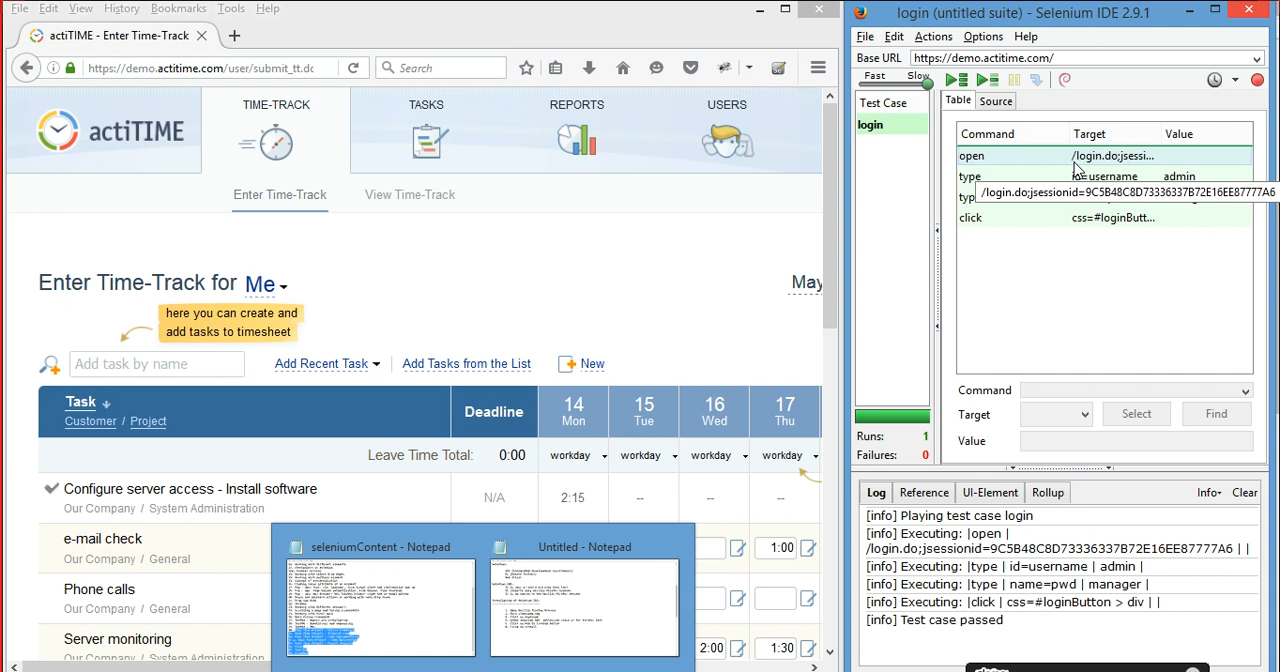 File Edit View History Bookmarks Tools Help
actiTIME - Enter Time-Track
https://demo.actitime.com/user/submit_tt.dc
Search
actiTIME
TIME-TRACK
TASKS
REPORTS
USERS
Enter Time-Track
View Time-Track
Enter Time-Track for Me
May
here you can create and
add tasks to timesheet
Add task by name
Add Recent Task
Add Tasks from the List
New
Task
Customer / Project
Deadline
14
Mon
15
Tue
16
Wed
17
Thu
Leave Time Total: 0:00
workday workday workday workday
Configure server access - Install software
Our Company / System Administration
N/A 2:15 -- -- --
e-mail check
Our Company / General
1:00
Phone calls
Our Company / General
Server monitoring
Our Company / System Administration
2:00 1:30
seleniumContent - Notepad
Untitled - Notepad
login (untitled suite) - Selenium IDE 2.9.1
File Edit Actions Options Help
Base URL https://demo.actitime.com/
Fast Slow
Test Case
login
Table Source
Command Target Value
open /login.do;jsessi...
type id=username admin
/login.do;jsessionid=9C5B48C8D73336337B72E16EE87777A6
click css=#loginButt...
Command
Target
Select
Find
Value
Runs: 1
Failures: 0
Log Reference UI-Element Rollup
Info Clear
[info] Playing test case login
[info] Executing: |open |
/login.do;jsessionid=9C5B48C8D73336337B72E16EE87777A6 | |
[info] Executing: |type | id=username | admin |
[info] Executing: |type | name=pwd | manager |
[info] Executing: |click | css=#loginButton > div | |
[info] Test case passed